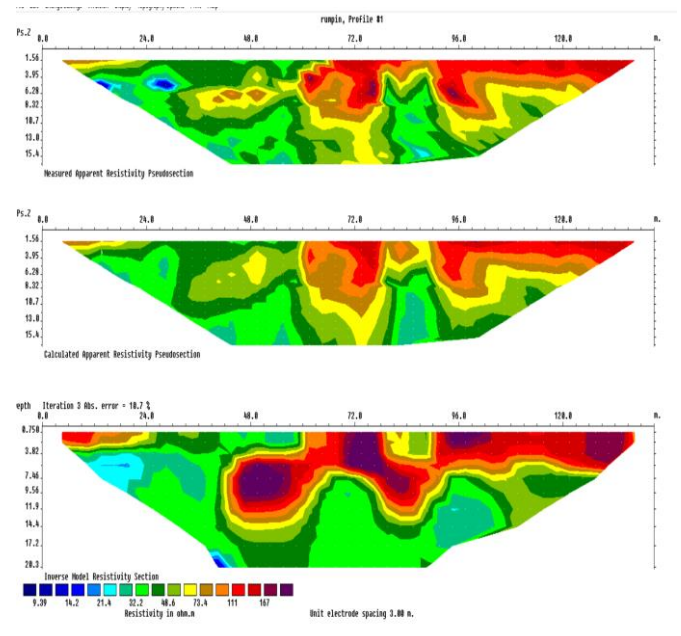 rumpin, Profile 01
Ps.Z
0.0 24.0 48.0 72.0 96.0 120.0 m.
1.56
3.95
6.28
8.32
10.7
13.0
15.4
Measured Apparent Resistivity Pseudosection
Ps.Z
0.0 24.0 48.0 72.0 96.0 120.0 m.
1.56
3.95
6.28
8.32
10.7
13.0
15.4
Calculated Apparent Resistivity Pseudosection
epth Iteration 3 Abs. error = 10.7 %
0.0 24.0 48.0 72.0 96.0 120.0 m.
0.750
3.82
7.46
9.56
11.9
14.4
17.2
20.3
Inverse Model Resistivity Section
9.39 14.2 21.4 32.2 48.6 73.4 111 167
Resistivity in ohm.m Unit electrode spacing 3.00 m.